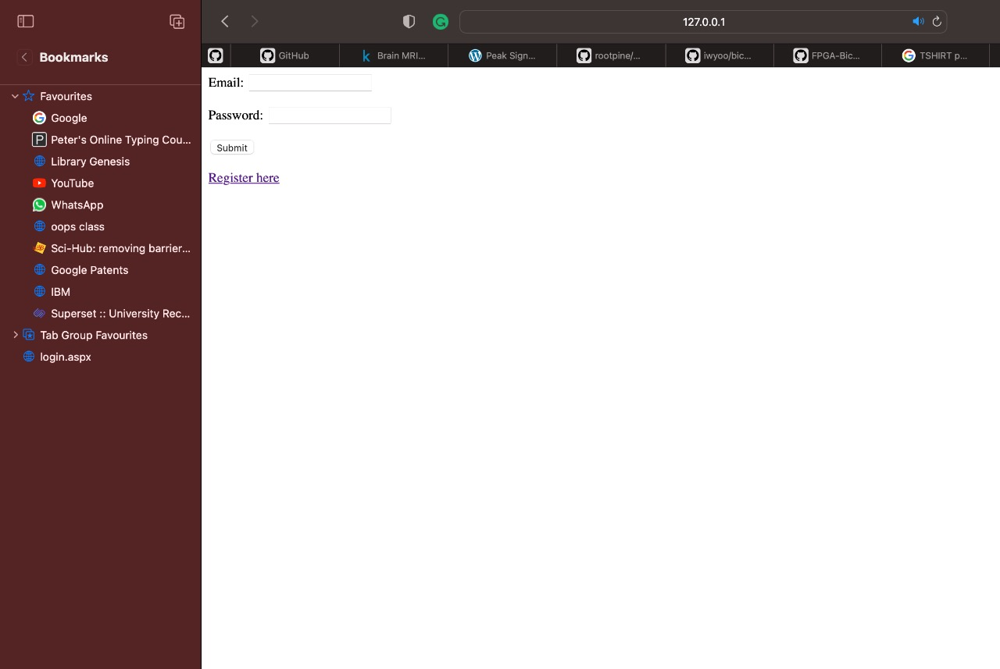 127.0.0.1
GitHub
Brain MRI...
Peak Sign...
rootpine/...
iwyoo/bic...
FPGA-Bic...
TSHIRT p...
Bookmarks
Favourites
Google
Peter's Online Typing Cou...
Library Genesis
YouTube
WhatsApp
oops class
Sci-Hub: removing barrier...
Google Patents
IBM
Superset :: University Rec...
Tab Group Favourites
login.aspx
Email:
Password:
Submit
Register here